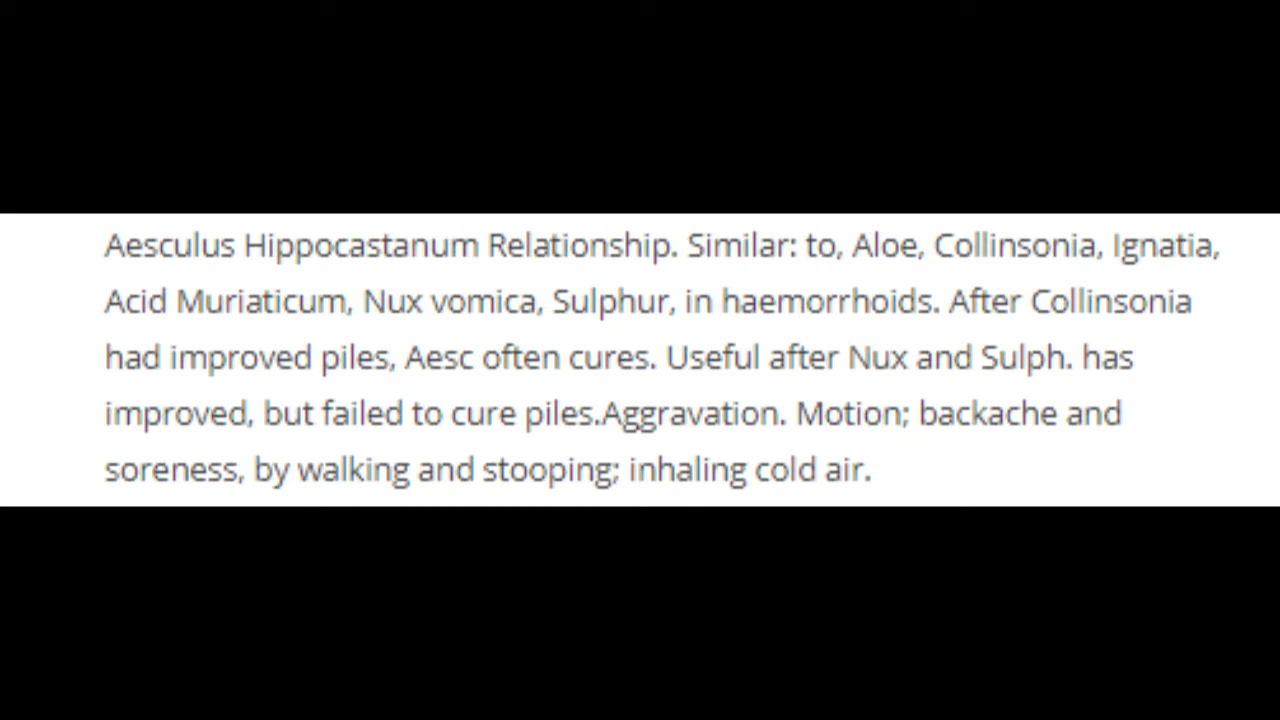 Aesculus Hippocastanum Relationship. Similar: to, Aloe, Collinsonia, Ignatia,
Acid Muriaticum, Nux vomica, Sulphur, in haemorrhoids. After Collinsonia
had improved piles, Aesc often cures. Useful after Nux and Sulph. has
improved, but failed to cure piles.Aggravation. Motion; backache and
soreness, by walking and stooping; inhaling cold air.